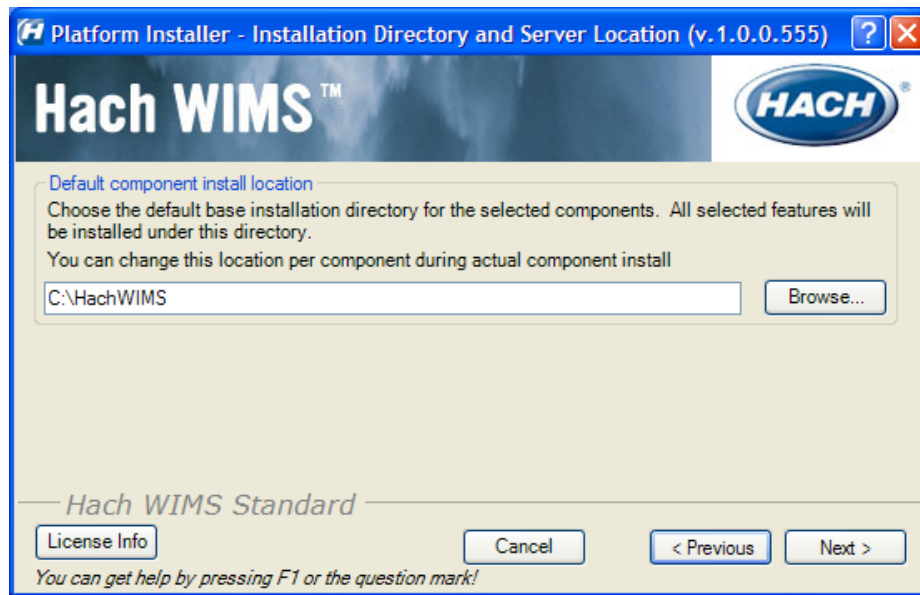 Platform Installer - Installation Directory and Server Location (v.1.0.0.555)
?
Hach WIMS™
HACH®
Default component install location
Choose the default base installation directory for the selected components. All selected features will
be installed under this directory.
You can change this location per component during actual component install
C:\HachWIMS
Browse...
Hach WIMS Standard
License Info
Cancel
< Previous
Next >
You can get help by pressing F1 or the question mark!